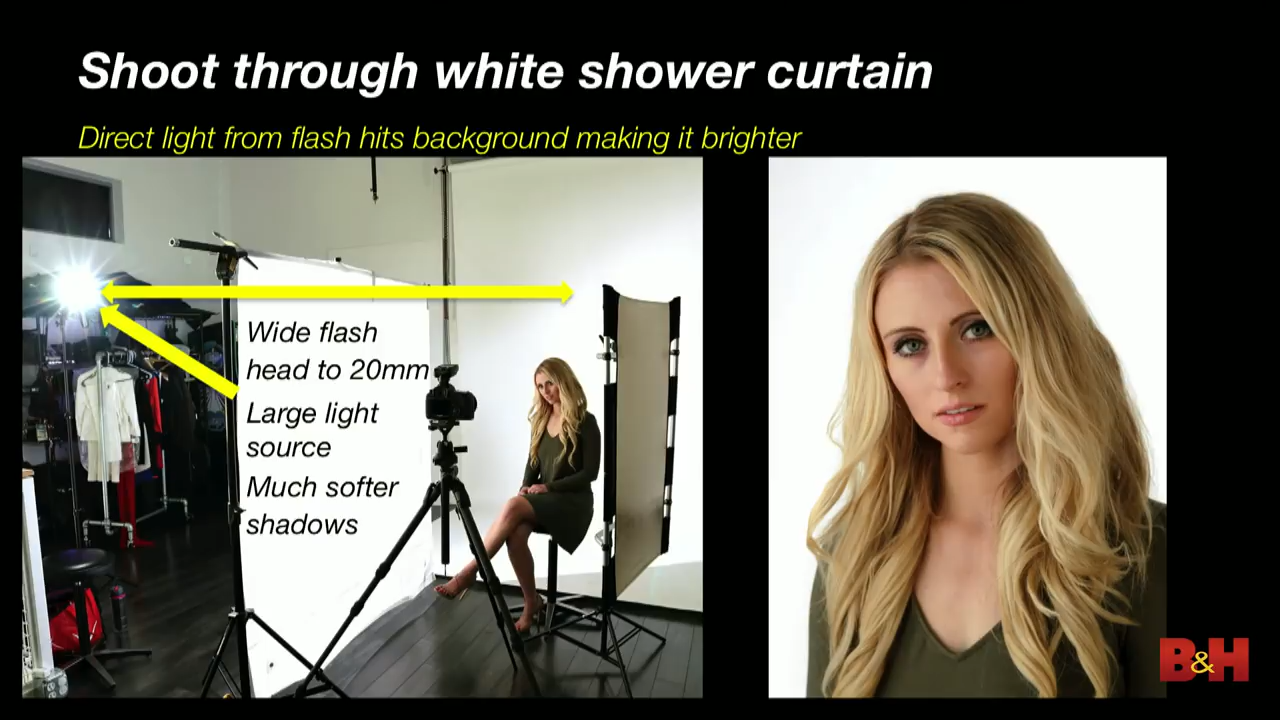 Shoot through white shower curtain
Direct light from flash hits background making it brighter
Wide flash
head to 20mm
Large light
source
Much softer
shadows
B&H